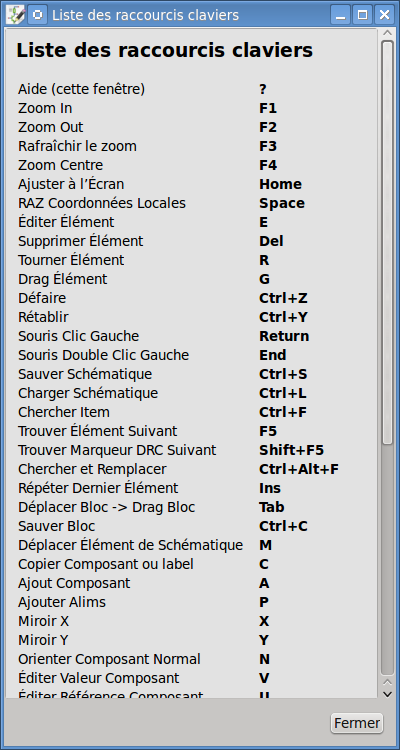 Liste des raccourcis claviers
Liste des raccourcis claviers
Aide (cette fenêtre) ?
Zoom In F1
Zoom Out F2
Rafraîchir le zoom F3
Zoom Centre F4
Ajuster à l’Écran Home
RAZ Coordonnées Locales Space
Éditer Élément E
Supprimer Élément Del
Tourner Élément R
Drag Élément G
Défaire Ctrl+Z
Rétablir Ctrl+Y
Souris Clic Gauche Return
Souris Double Clic Gauche End
Sauver Schématique Ctrl+S
Charger Schématique Ctrl+L
Chercher Item Ctrl+F
Trouver Élément Suivant F5
Trouver Marqueur DRC Suivant Shift+F5
Chercher et Remplacer Ctrl+Alt+F
Répéter Dernier Élément Ins
Déplacer Bloc -> Drag Bloc Tab
Sauver Bloc Ctrl+C
Déplacer Élément de Schématique M
Copier Composant ou label C
Ajout Composant A
Ajouter Alims P
Miroir X X
Miroir Y Y
Orienter Composant Normal N
Éditer Valeur Composant V
Éditer Référence Composant U
Fermer